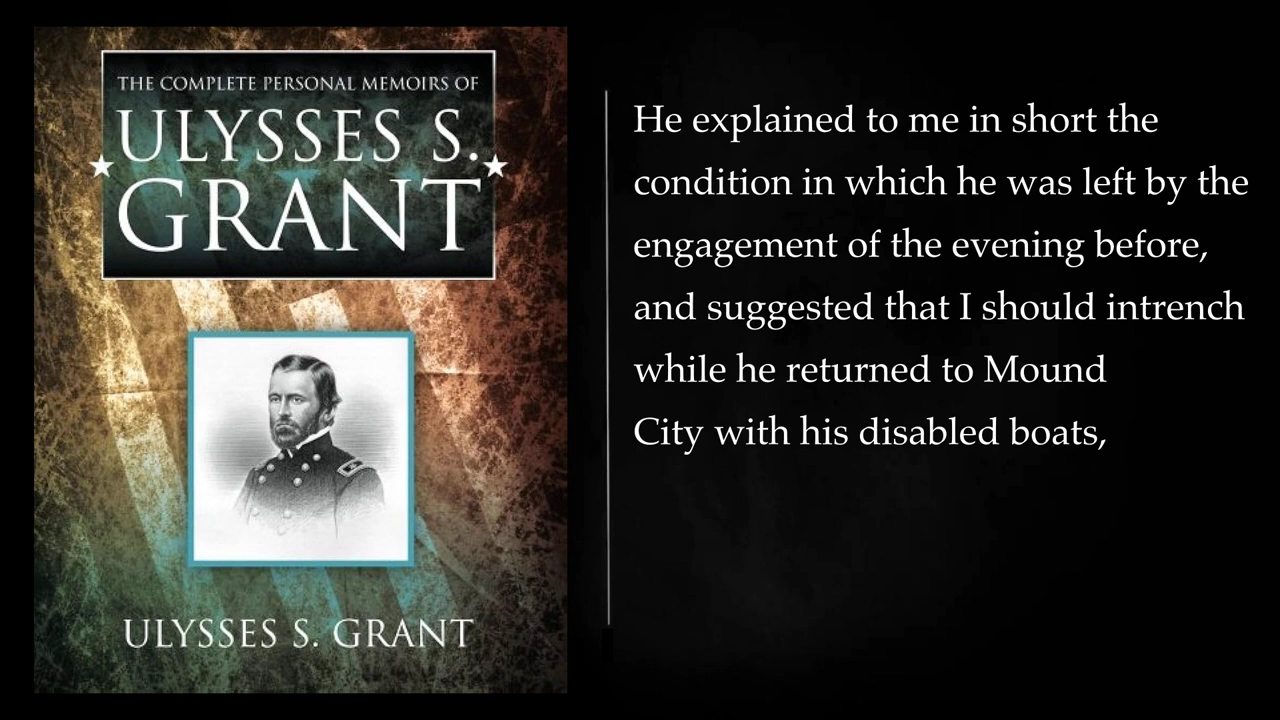 THE COMPLETE PERSONAL MEMOIRS OF
ULYSSES S.
GRANT
ULYSSES S. GRANT
He explained to me in short the
condition in which he was left by the
engagement of the evening before,
and suggested that I should intrench
while he returned to Mound
City with his disabled boats,